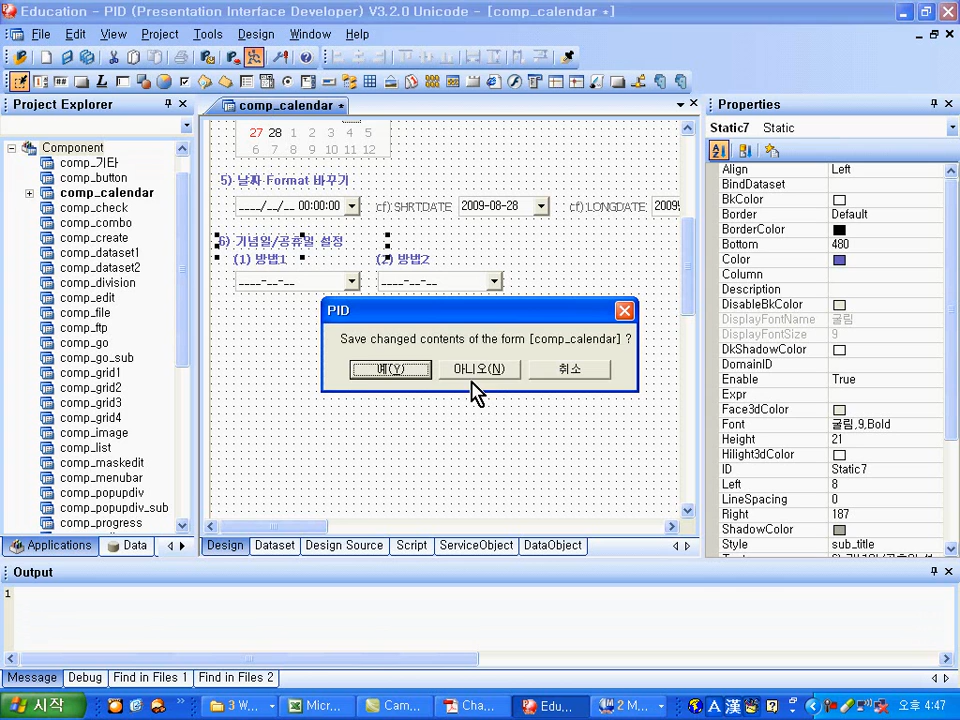 Education - PID (Presentation Interface Developer) V3.2.0 Unicode - [comp_calendar *]
File Edit View Project Tools Design Window Help
Project Explorer
comp_calendar *
Properties
Static7 Static
Component
comp_기타
comp_button
comp_calendar
comp_check
comp_combo
comp_create
comp_dataset1
comp_dataset2
comp_division
comp_edit
comp_file
comp_ftp
comp_go
comp_go_sub
comp_grid1
comp_grid2
comp_grid3
comp_grid4
comp_image
comp_list
comp_maskedit
comp_menubar
comp_popupdiv
comp_popupdiv_sub
comp_progress
Applications Data
27 28 1 2 3 4 5
6 7 8 9 10 11 12
5) 날짜 Format 바꾸기
____/__/__ 00:00:00 cf).SHRTDATE 2009-08-28 cf).LONGDATE 2009
6) 기념일/공휴일 설정
(1) 방법1 (2) 방법2
____-__-__ ____-__-__
PID
Save changed contents of the form [comp_calendar] ?
예(Y) 아니오(N) 취소
Design Dataset Design Source Script ServiceObject DataObject
Align Left
BindDataset
BkColor
Border Default
BorderColor
Bottom 480
Color
Column
Description
DisableBkColor
DisplayFontName 굴림
DisplayFontSize 9
DkShadowColor
DomainID
Enable True
Expr
Face3dColor
Font 굴림,9,Bold
Height 21
Hilight3dColor
ID Static7
Left 8
LineSpacing 0
Right 187
ShadowColor
Style sub_title
Output
1
Message Debug Find in Files 1 Find in Files 2
시작 3 W... Micr... Cam... Cha... Edu... 2 M... A 漢 오후 4:47